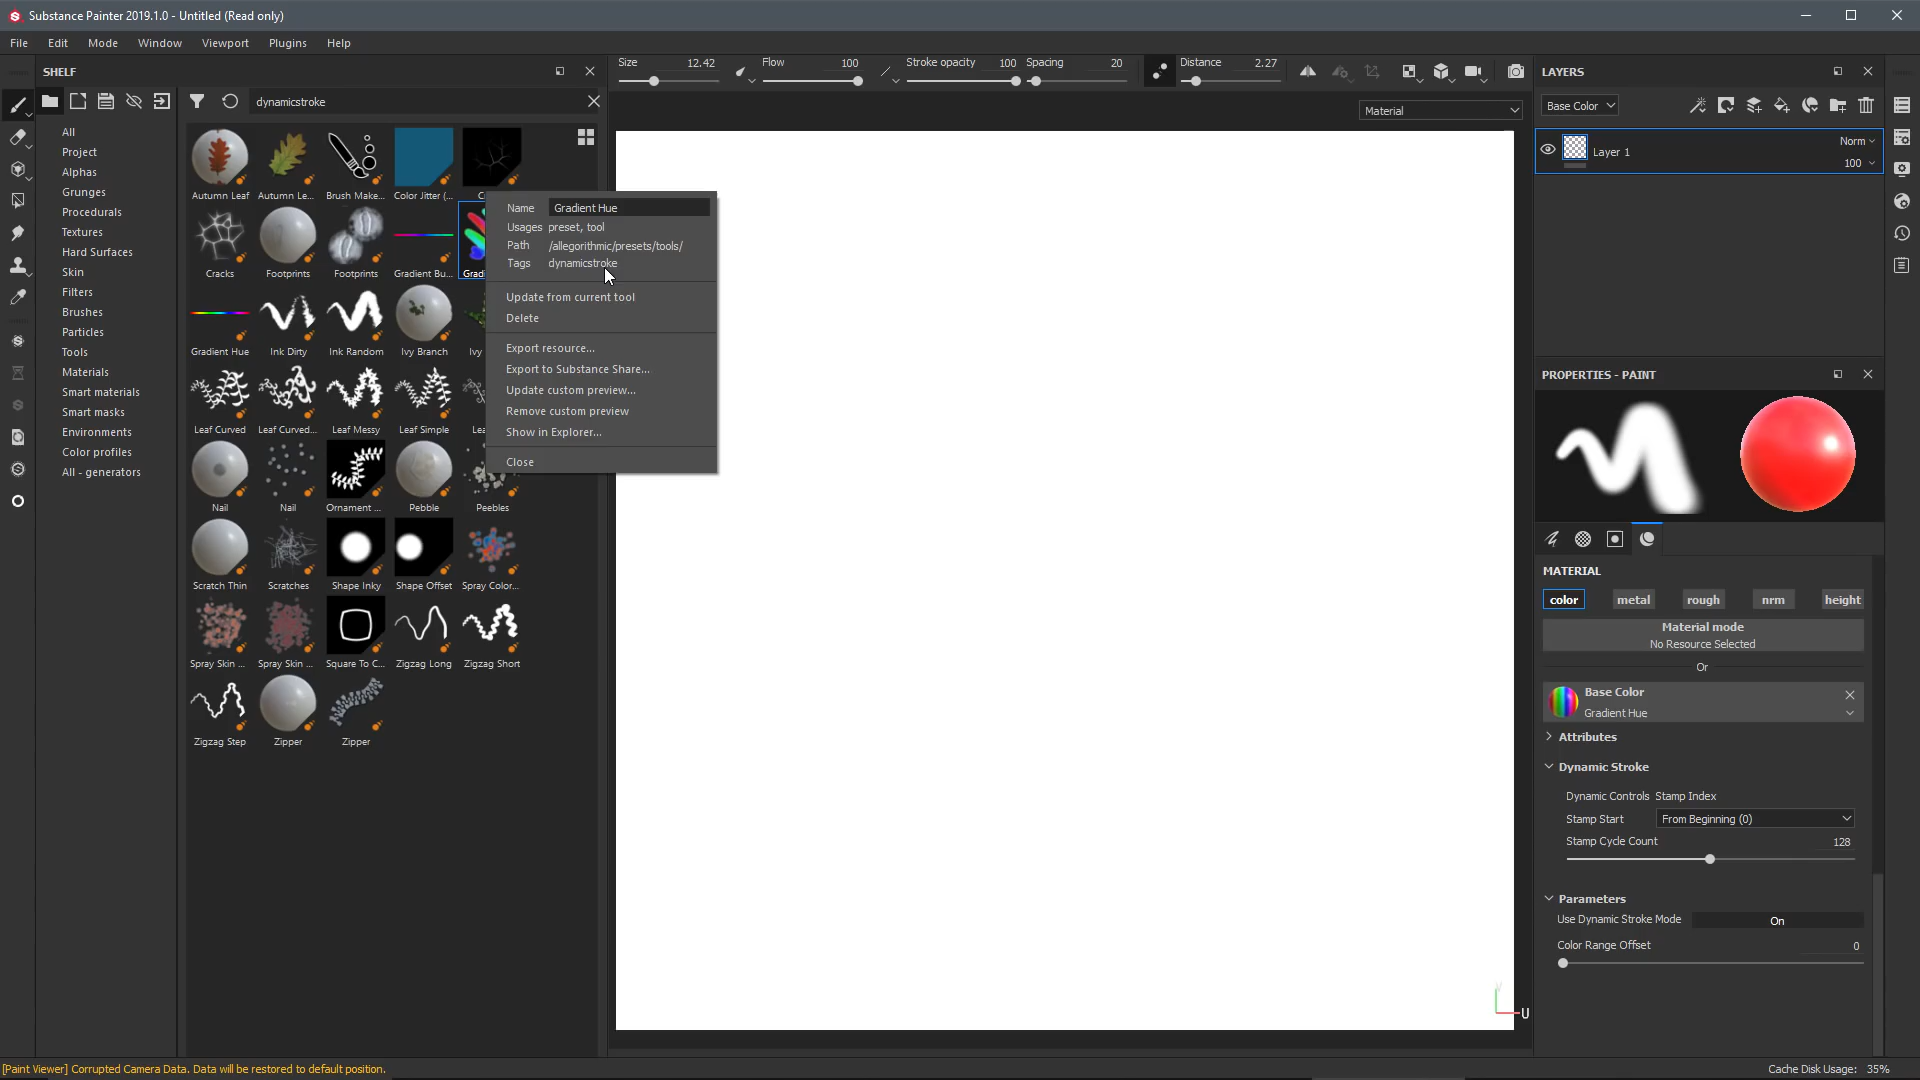 Substance Painter 2019.1.0 - Untitled (Read only)
File Edit Mode Window Viewport Plugins Help
SHELF
dynamicstroke
All
Project
Alphas
Grunges
Procedurals
Textures
Hard Surfaces
Skin
Filters
Brushes
Particles
Tools
Materials
Smart materials
Smart masks
Environments
Color profiles
All - generators
Autumn Leaf Autumn Le... Brush Make... Color Jitter (...
Cracks Footprints Footprints Gradient Bu...
Gradient Hue Ink Dirty Ink Random Ivy Branch Ivy
Leaf Curved Leaf Curved... Leaf Messy Leaf Simple
Nail Nail Ornament ... Pebble Peebles
Scratch Thin Scratches Shape Inky Shape Offset Spray Color...
Spray Skin ... Spray Skin ... Square To C... Zigzag Long Zigzag Short
Zigzag Step Zipper Zipper
Name Gradient Hue
Usages preset, tool
Path /allegorithmic/presets/tools/
Tags dynamicstroke
Update from current tool
Delete
Export resource...
Export to Substance Share...
Update custom preview...
Remove custom preview
Show in Explorer...
Close
Size 12.42 Flow 100 Stroke opacity 100 Spacing 20 Distance 2.27
Material
U
LAYERS
Base Color
Layer 1
Norm
100
PROPERTIES - PAINT
MATERIAL
color metal rough nrm height
Material mode
No Resource Selected
Or
Base Color
Gradient Hue
Attributes
Dynamic Stroke
Dynamic Controls Stamp Index
Stamp Start From Beginning (0)
Stamp Cycle Count 128
Parameters
Use Dynamic Stroke Mode On
Color Range Offset 0
[Paint Viewer] Corrupted Camera Data. Data will be restored to default position.
Cache Disk Usage: 35%